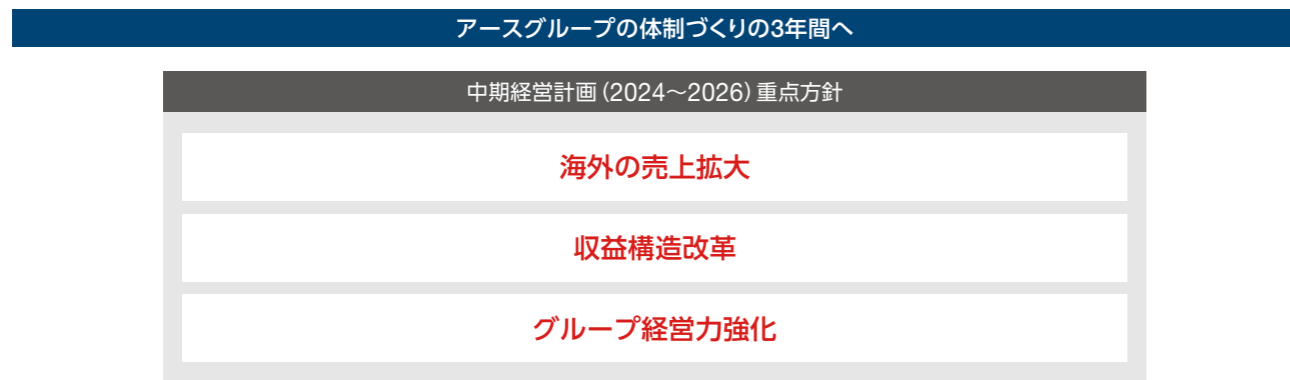 アースグループの体制づくりの3年間へ
中期経営計画（2024～2026）重点方針
海外の売上拡大
収益構造改革
グループ経営力強化